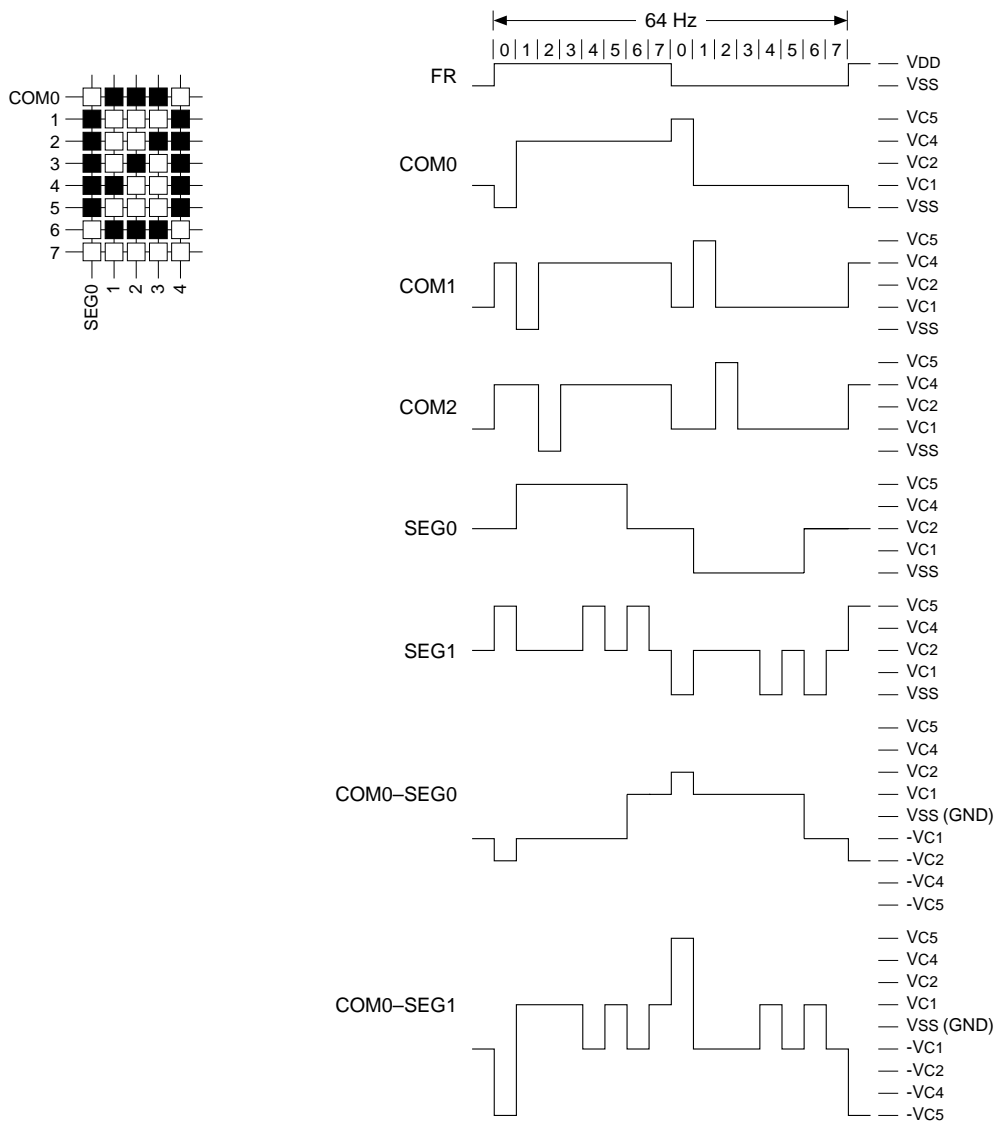 64 Hz
0 1 2 3 4 5 6 7 0 1 2 3 4 5 6 7
FR
VDD
VSS
COM0
1
2
3
4
5
6
7
SEG0
1
2
3
4
COM0
VC5
VC4
VC2
VC1
VSS
COM1
VC5
VC4
VC2
VC1
VSS
COM2
VC5
VC4
VC2
VC1
VSS
SEG0
VC5
VC4
VC2
VC1
VSS
SEG1
VC5
VC4
VC2
VC1
VSS
COM0–SEG0
VC5
VC4
VC2
VC1
VSS (GND)
-VC1
-VC2
-VC4
-VC5
COM0–SEG1
VC5
VC4
VC2
VC1
VSS (GND)
-VC1
-VC2
-VC4
-VC5